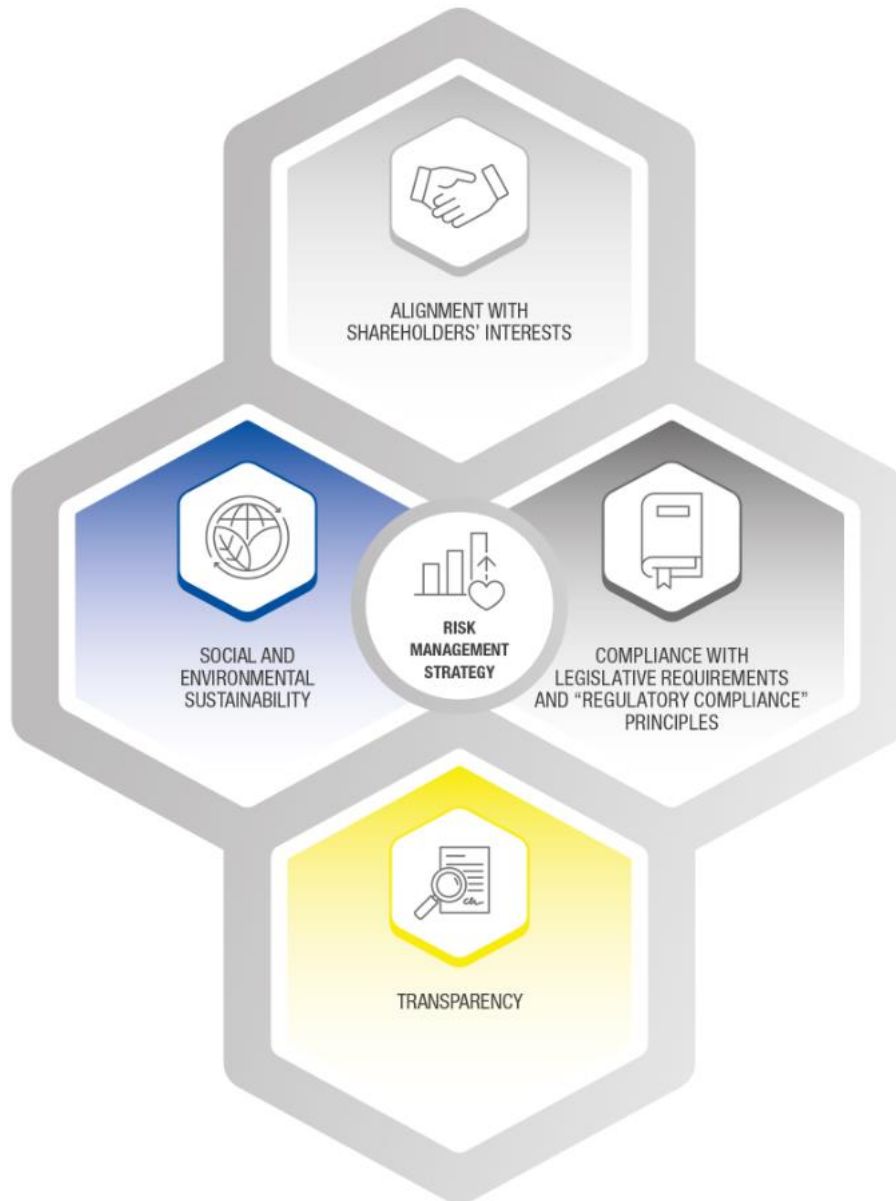 ALIGNMENT WITH
SHAREHOLDERS' INTERESTS
SOCIAL AND
ENVIRONMENTAL
SUSTAINABILITY
RISK
MANAGEMENT
STRATEGY
COMPLIANCE WITH
LEGISLATIVE REQUIREMENTS
AND “REGULATORY COMPLIANCE”
PRINCIPLES
TRANSPARENCY